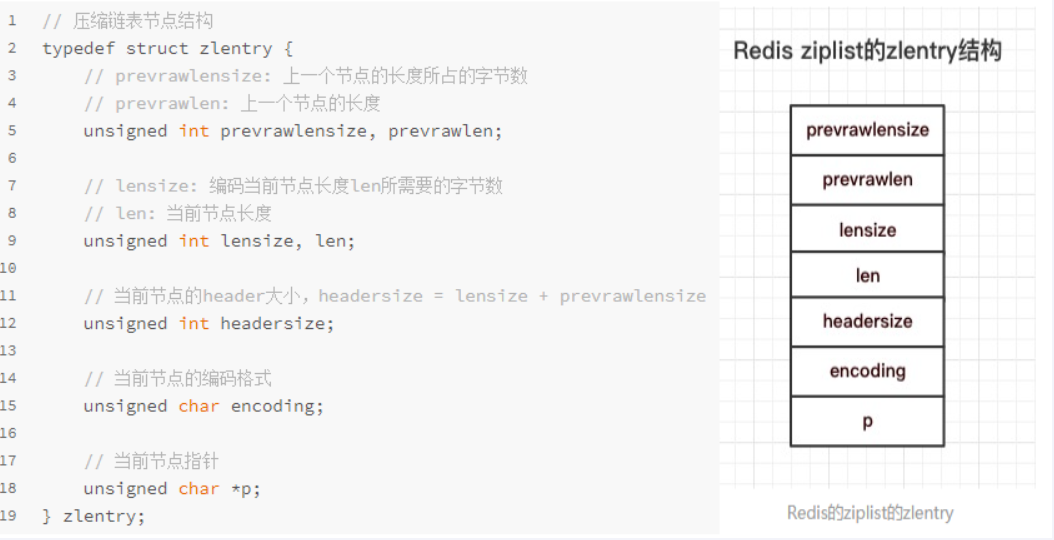 1 // 压缩链表节点结构
2 typedef struct zlentry {
3 // prevrawlensize: 上一个节点的长度所占的字节数
4 // prevrawlen: 上一个节点的长度
5 unsigned int prevrawlensize, prevrawlen;
6
7 // lensize: 编码当前节点长度len所需要的字节数
8 // len: 当前节点长度
9 unsigned int lensize, len;
10
11 // 当前节点的header大小，headersize = lensize + prevrawlensize
12 unsigned int headersize;
13
14 // 当前节点的编码格式
15 unsigned char encoding;
16
17 // 当前节点指针
18 unsigned char *p;
19 } zlentry;
Redis ziplist的zlentry结构
prevrawlensize
prevrawlen
lensize
len
headersize
encoding
p
Redis的ziplist的zlentry